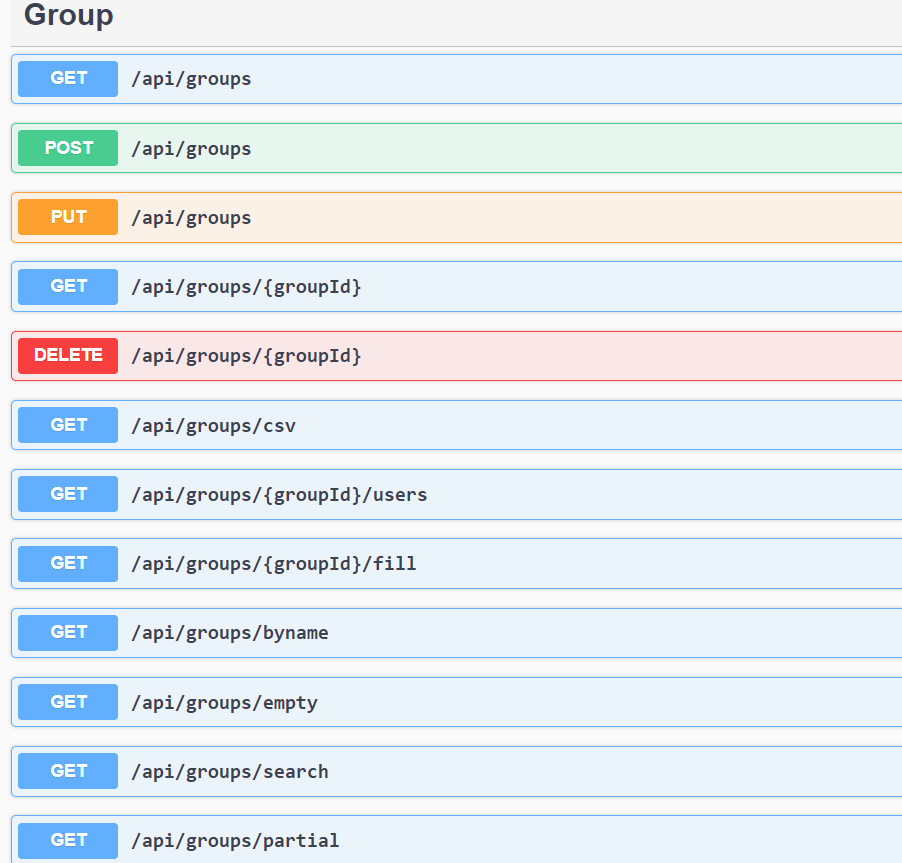 Group
GET /api/groups
POST /api/groups
PUT /api/groups
GET /api/groups/{groupId}
DELETE /api/groups/{groupId}
GET /api/groups/csv
GET /api/groups/{groupId}/users
GET /api/groups/{groupId}/fill
GET /api/groups/byname
GET /api/groups/empty
GET /api/groups/search
GET /api/groups/partial